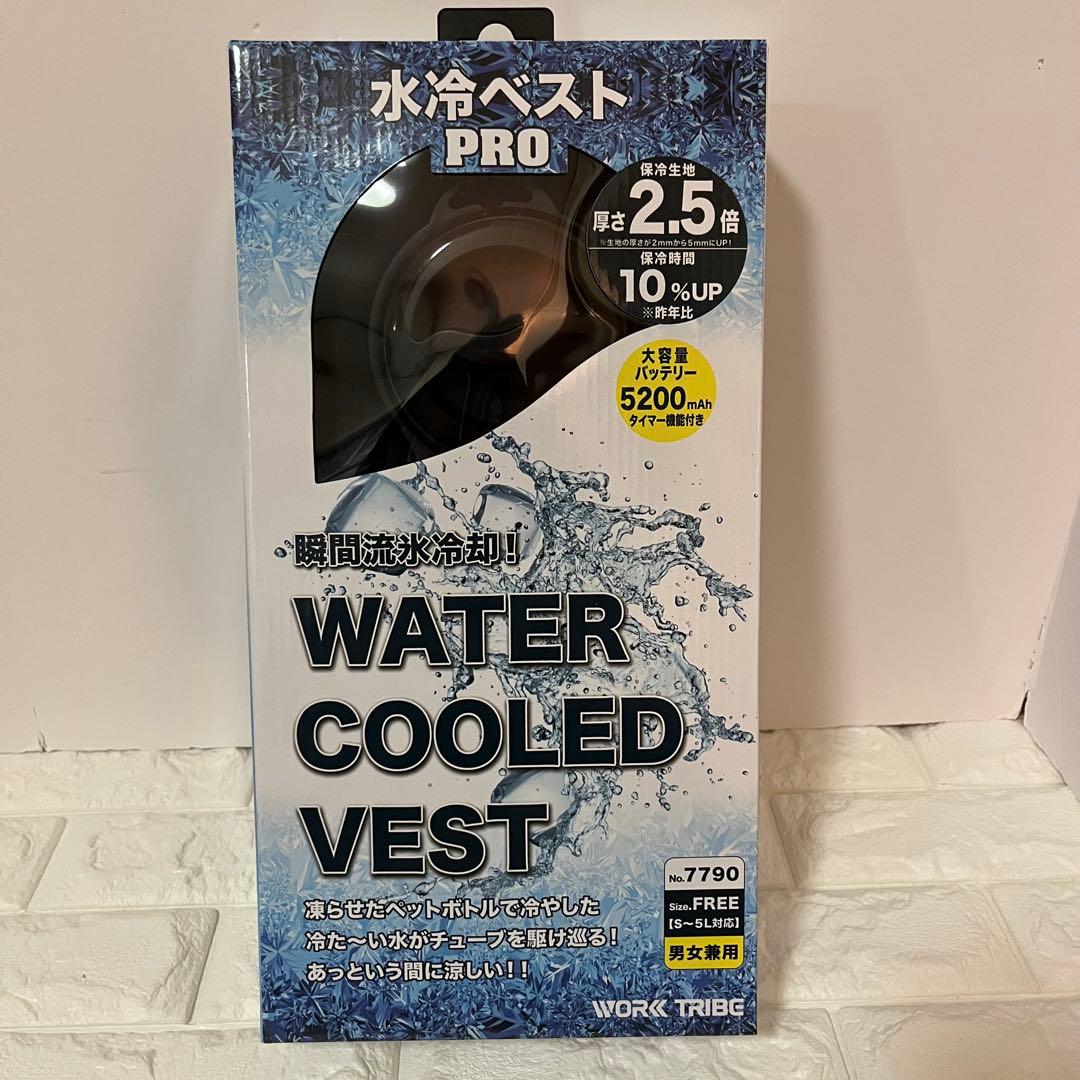 水冷ベスト
PRO
保冷生地
厚さ2.5倍
※生地の厚さが2mmから5mmにUP!
保冷時間
10%UP
※昨年比
大容量
バッテリー
5200mAh
タイマー機能付き
瞬間流氷冷却!
WATER
COOLED
VEST
凍らせたペットボトルで冷やした
冷た〜い水がチューブを駆け巡る!
あっという間に涼しい!!
No.7790
Size.FREE
【S〜5L対応】
男女兼用
WORK TRIBE